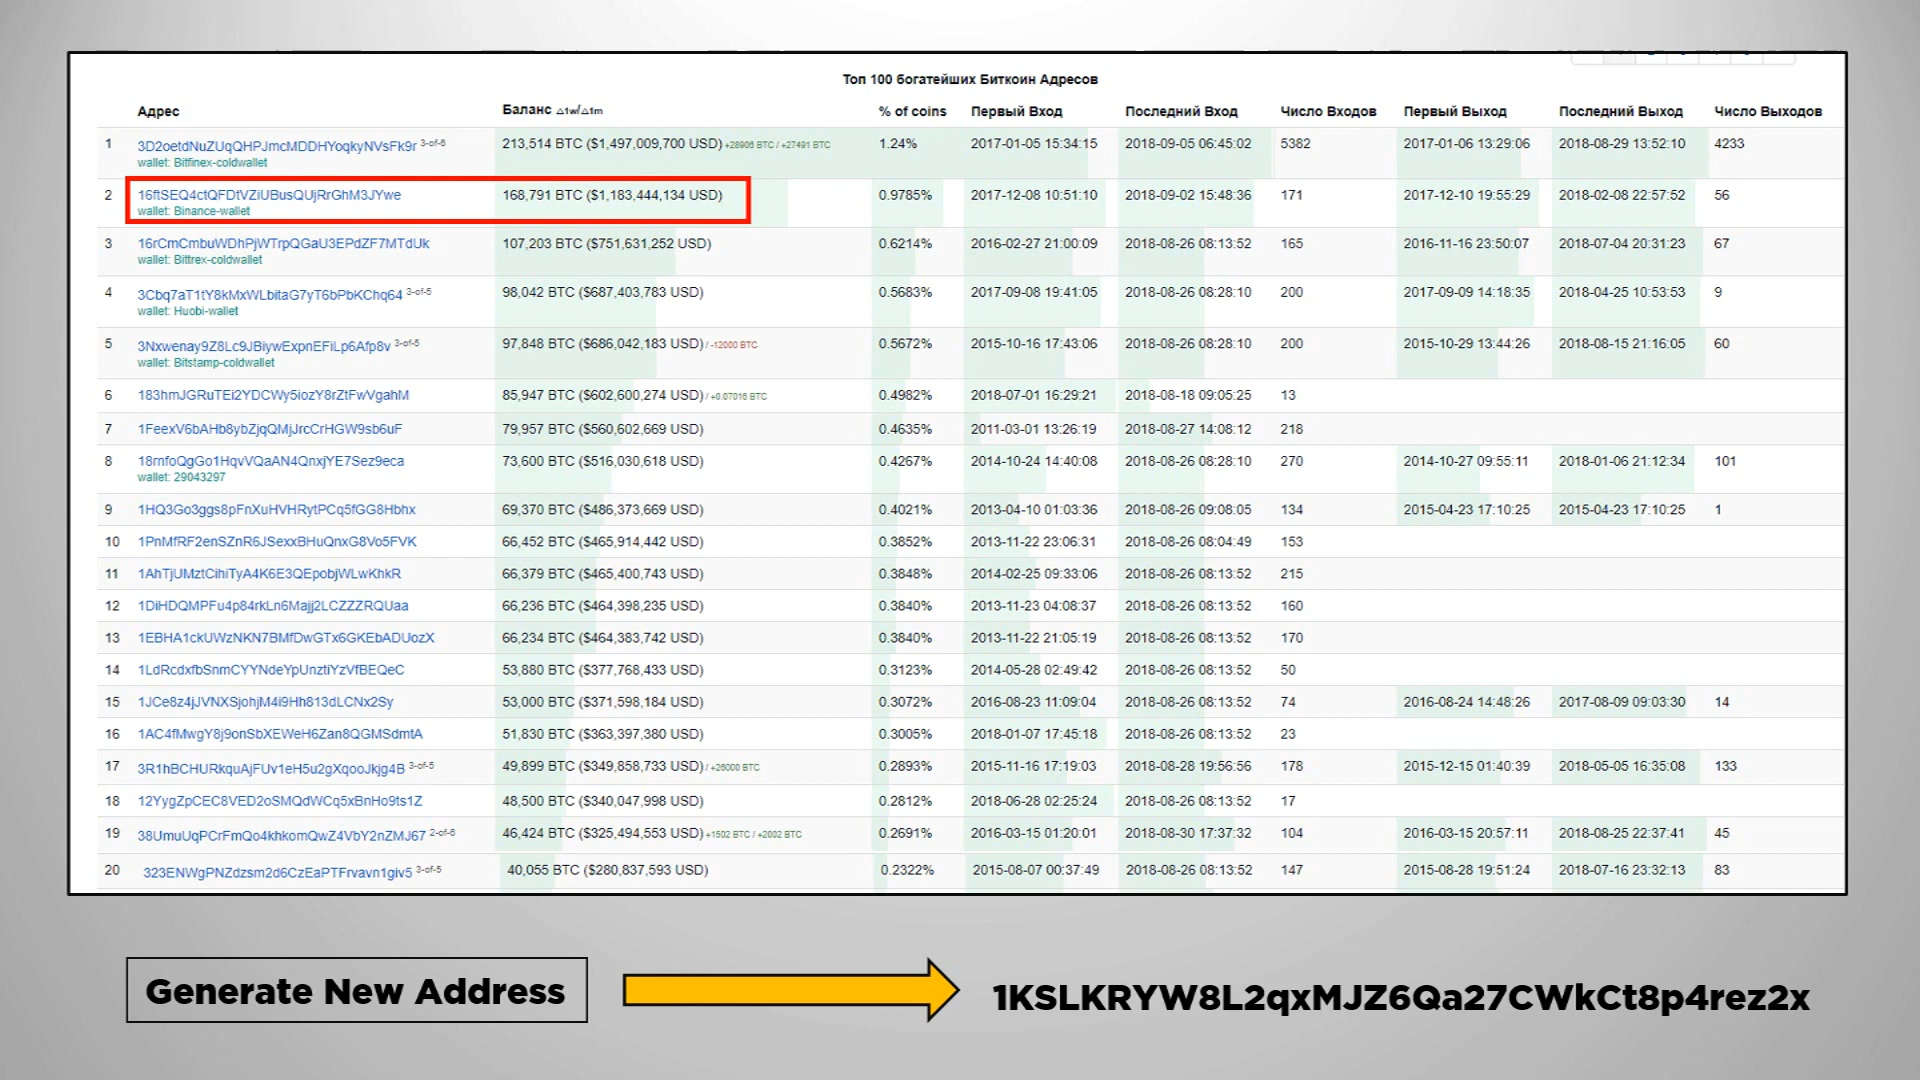 Топ 100 богатейших Биткоин Адресов
Адрес Баланс △1w/△1m % of coins Первый Вход Последний Вход Число Входов Первый Выход Последний Выход Число Выходов
1 3D2oetdNuZUqQHPJmcMDDHYoqkyNVsFk9r 3-of-6 213,514 BTC ($1,497,009,700 USD) +28906 BTC / +27491 BTC 1.24% 2017-01-05 15:34:15 2018-09-05 06:45:02 5382 2017-01-06 13:29:06 2018-08-29 13:52:10 4233
wallet: Bitfinex-coldwallet
2 16ftSEQ4ctQFDtVZiUBusQUjRrGhM3JYwe 168,791 BTC ($1,183,444,134 USD) 0.9785% 2017-12-08 10:51:10 2018-09-02 15:48:36 171 2017-12-10 19:55:29 2018-02-08 22:57:52 56
wallet: Binance-wallet
3 16rCmCmbuWDhPjWTrpQGaU3EPdZF7MTdUk 107,203 BTC ($751,631,252 USD) 0.6214% 2016-02-27 21:00:09 2018-08-26 08:13:52 165 2016-11-16 23:50:07 2018-07-04 20:31:23 67
wallet: Bittrex-coldwallet
4 3Cbq7aT1tY8kMxWLbitaG7yT6bPbKChq64 3-of-5 98,042 BTC ($687,403,783 USD) 0.5683% 2017-09-08 19:41:05 2018-08-26 08:28:10 200 2017-09-09 14:18:35 2018-04-25 10:53:53 9
wallet: Huobi-wallet
5 3Nxwenay9Z8Lc9JBiywExpnEFiLp6Afp8v 3-of-5 97,848 BTC ($686,042,183 USD) / -12000 BTC 0.5672% 2015-10-16 17:43:06 2018-08-26 08:28:10 200 2015-10-29 13:44:26 2018-08-15 21:16:05 60
wallet: Bitstamp-coldwallet
6 183hmJGRuTEi2YDCWy5iozY8rZtFwVgahM 85,947 BTC ($602,600,274 USD) / +0.07016 BTC 0.4982% 2018-07-01 16:29:21 2018-08-18 09:05:25 13
7 1FeexV6bAHb8ybZjqQMjJrcCrHGW9sb6uF 79,957 BTC ($560,602,669 USD) 0.4635% 2011-03-01 13:26:19 2018-08-27 14:08:12 218
8 18rnfoQgGo1HqvVQaAN4QnxjYE7Sez9eca 73,600 BTC ($516,030,618 USD) 0.4267% 2014-10-24 14:40:08 2018-08-26 08:28:10 270 2014-10-27 09:55:11 2018-01-06 21:12:34 101
wallet: 29043297
9 1HQ3Go3ggs8pFnXuHVHRytPCq5fGG8Hbhx 69,370 BTC ($486,373,669 USD) 0.4021% 2013-04-10 01:03:36 2018-08-26 09:08:05 134 2015-04-23 17:10:25 2015-04-23 17:10:25 1
10 1PnMfRF2enSZnR6JSexxBHuQnxG8Vo5FVK 66,452 BTC ($465,914,442 USD) 0.3852% 2013-11-22 23:06:31 2018-08-26 08:04:49 153
11 1AhTjUMztCihiTyA4K6E3QEpobjWLwKhkR 66,379 BTC ($465,400,743 USD) 0.3848% 2014-02-25 09:33:06 2018-08-26 08:13:52 215
12 1DiHDQMPFu4p84rkLn6Majj2LCZZZRQUaa 66,236 BTC ($464,398,235 USD) 0.3840% 2013-11-23 04:08:37 2018-08-26 08:13:52 160
13 1EBHA1ckUWzNKN7BMfDwGTx6GKEbADUozX 66,234 BTC ($464,383,742 USD) 0.3840% 2013-11-22 21:05:19 2018-08-26 08:13:52 170
14 1LdRcdxfbSnmCYYNdeYpUnztiYzVfBEQeC 53,880 BTC ($377,768,433 USD) 0.3123% 2014-05-28 02:49:42 2018-08-26 08:13:52 50
15 1JCe8z4jJVNXSjohjM4i9Hh813dLCNx2Sy 53,000 BTC ($371,598,184 USD) 0.3072% 2016-08-23 11:09:04 2018-08-26 08:13:52 74 2016-08-24 14:48:26 2017-08-09 09:03:30 14
16 1AC4fMwgY8j9onSbXEWeH6Zan8QGMSdmtA 51,830 BTC ($363,397,380 USD) 0.3005% 2018-01-07 17:45:18 2018-08-26 08:13:52 23
17 3R1hBCHURkquAjFUv1eH5u2gXqooJkjg4B 3-of-5 49,899 BTC ($349,858,733 USD) / +26000 BTC 0.2893% 2015-11-16 17:19:03 2018-08-28 19:56:56 178 2015-12-15 01:40:39 2018-05-05 16:35:08 133
18 12YygZpCEC8VED2oSMQdWCq5xBnHo9ts1Z 48,500 BTC ($340,047,998 USD) 0.2812% 2018-06-28 02:25:24 2018-08-26 08:13:52 17
19 38UmuUqPCrFmQo4khkomQwZ4VbY2nZMJ67 2-of-6 46,424 BTC ($325,494,553 USD) +1502 BTC / +2002 BTC 0.2691% 2016-03-15 01:20:01 2018-08-30 17:37:32 104 2016-03-15 20:57:11 2018-08-25 22:37:41 45
20 323ENWgPNZdzsm2d6CzEaPTFrvavn1giv5 3-of-5 40,055 BTC ($280,837,593 USD) 0.2322% 2015-08-07 00:37:49 2018-08-26 08:13:52 147 2015-08-28 19:51:24 2018-07-16 23:32:13 83
Generate New Address 1KSLKRYW8L2qxMJZ6Qa27CWkCt8p4rez2x